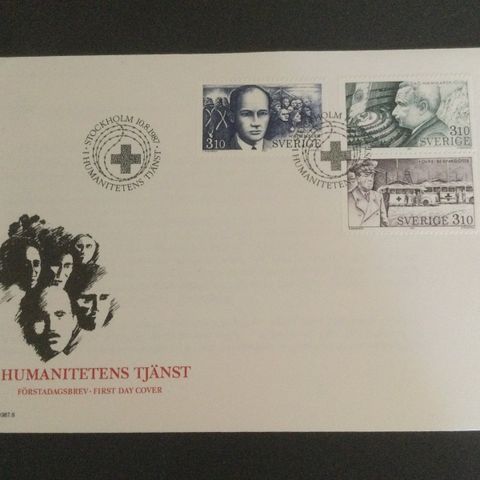 STOCKHOLM 10.8.1987
I HUMANITETENS TJÄNST
3.10 SVERIGE
3.10 SVERIGE
SVERIGE 3.10
HUMANITETENS TJÄNST
FÖRSTADAGSBREV · FIRST DAY COVER